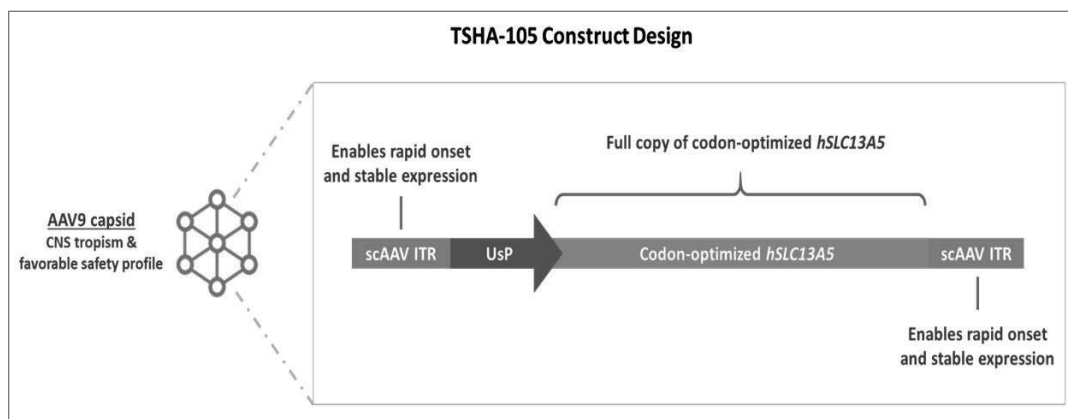 TSHA-105 Construct Design
Full copy of codon-optimized hSLC13A5
Enables rapid onset
and stable expression
AAV9 capsid
CNS tropism &
favorable safety profile
scAAV ITR
UsP
Codon-optimized hSLC13A5
scAAV ITR
Enables rapid onset
and stable expression